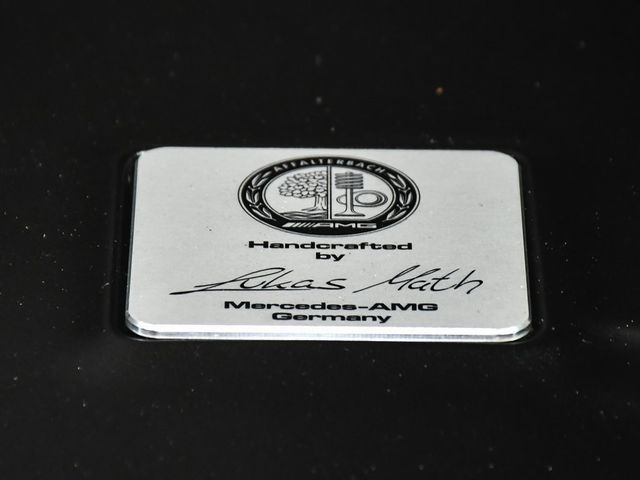 AFFALTERBACH
AMG
Handcrafted
by
Lukas Math
Mercedes-AMG
Germany